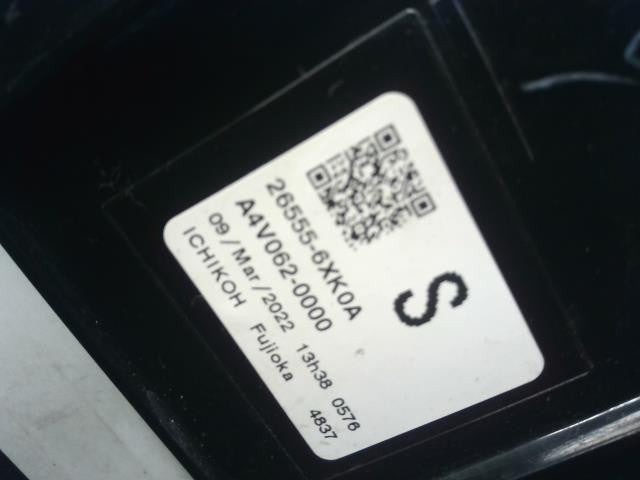 26555-6XK0A
A4V062-0000
09/Mar/2022 13h38 0576
ICHIKOH Fujioka 4837
S